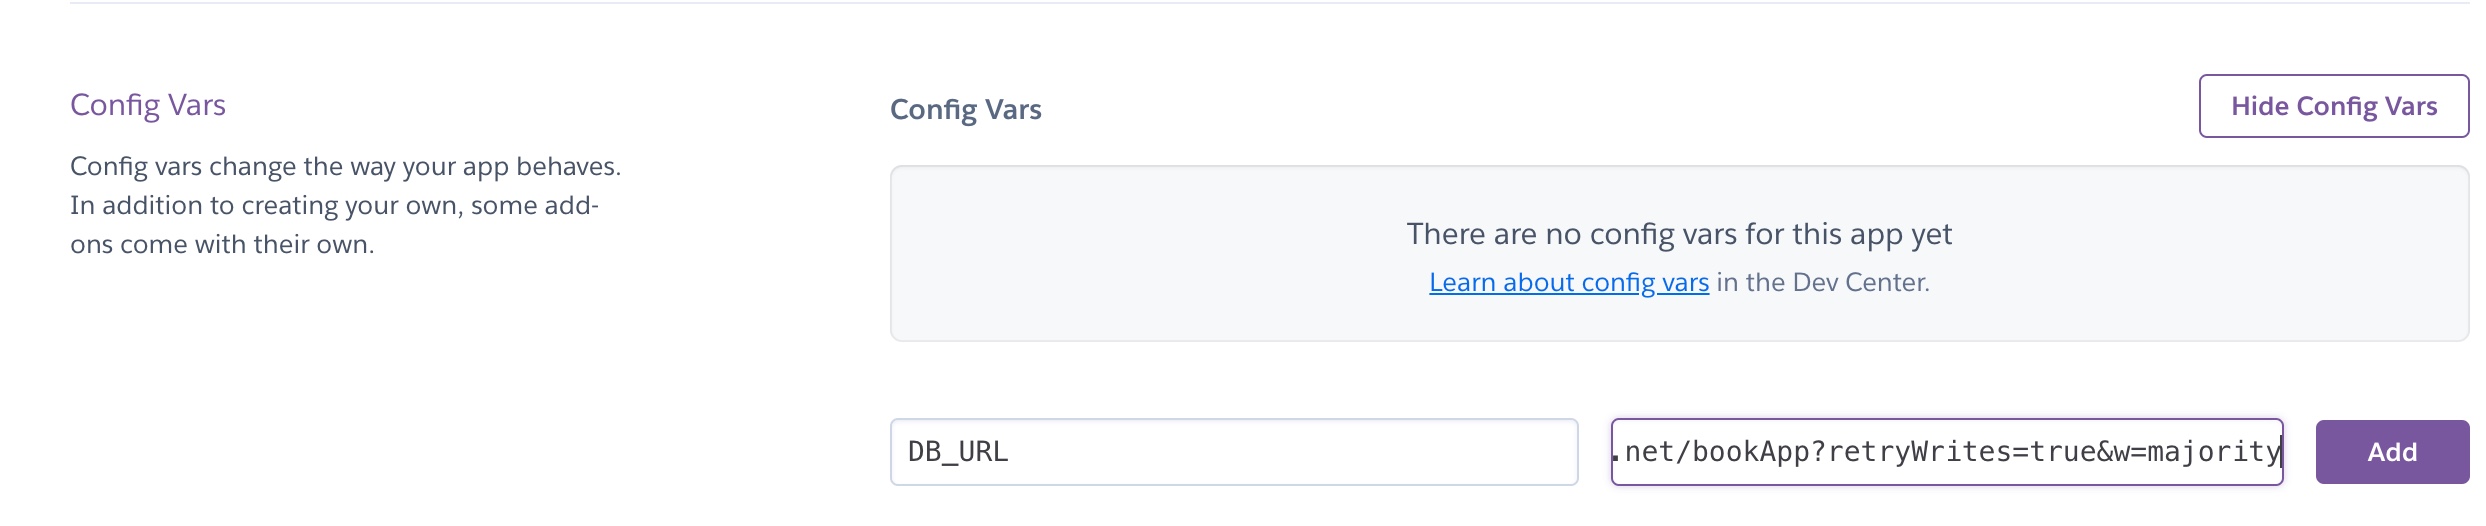 Config Vars
Config vars change the way your app behaves.
In addition to creating your own, some add-
ons come with their own.
Config Vars
Hide Config Vars
There are no config vars for this app yet
Learn about config vars in the Dev Center.
DB_URL
.net/bookApp?retryWrites=true&w=majority
Add